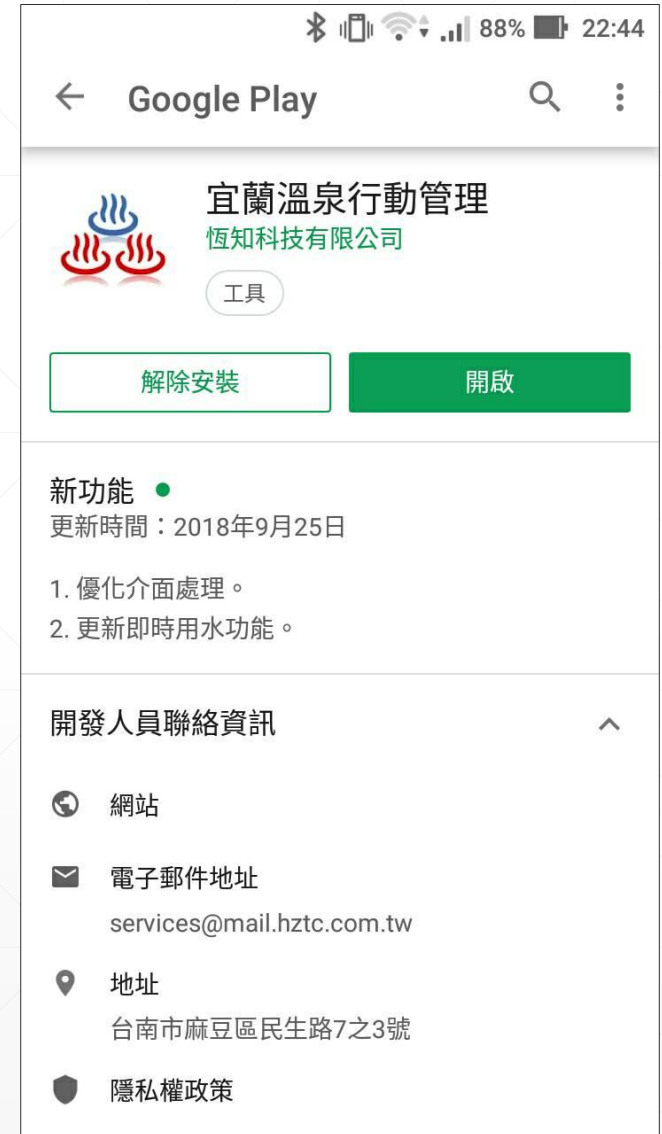 88% 22:44
Google Play
宜蘭溫泉行動管理
恆知科技有限公司
工具
解除安裝
開啟
新功能
更新時間：2018年9月25日
1. 優化介面處理。
2. 更新即時用水功能。
開發人員聯絡資訊
網站
電子郵件地址
services@mail.hztc.com.tw
地址
台南市麻豆區民生路7之3號
隱私權政策